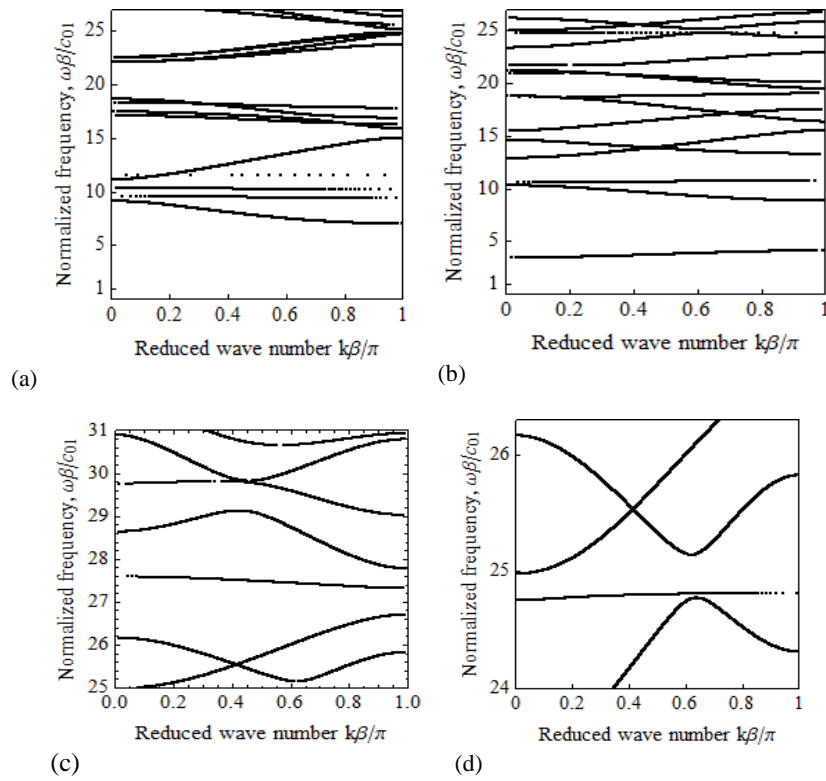 Normalized frequency, ωβ/c01
25
20
15
10
5
1
0 0.2 0.4 0.6 0.8 1
Reduced wave number kβ/π
(a)
Normalized frequency, ωβ/c01
25
20
15
10
5
1
0 0.2 0.4 0.6 0.8 1
Reduced wave number kβ/π
(b)
Normalized frequency, ωβ/c01
31
30
29
28
27
26
25
0.0 0.2 0.4 0.6 0.8 1.0
Reduced wave number kβ/π
(c)
Normalized frequency, ωβ/c01
26
25
24
0 0.2 0.4 0.6 0.8 1
Reduced wave number kβ/π
(d)